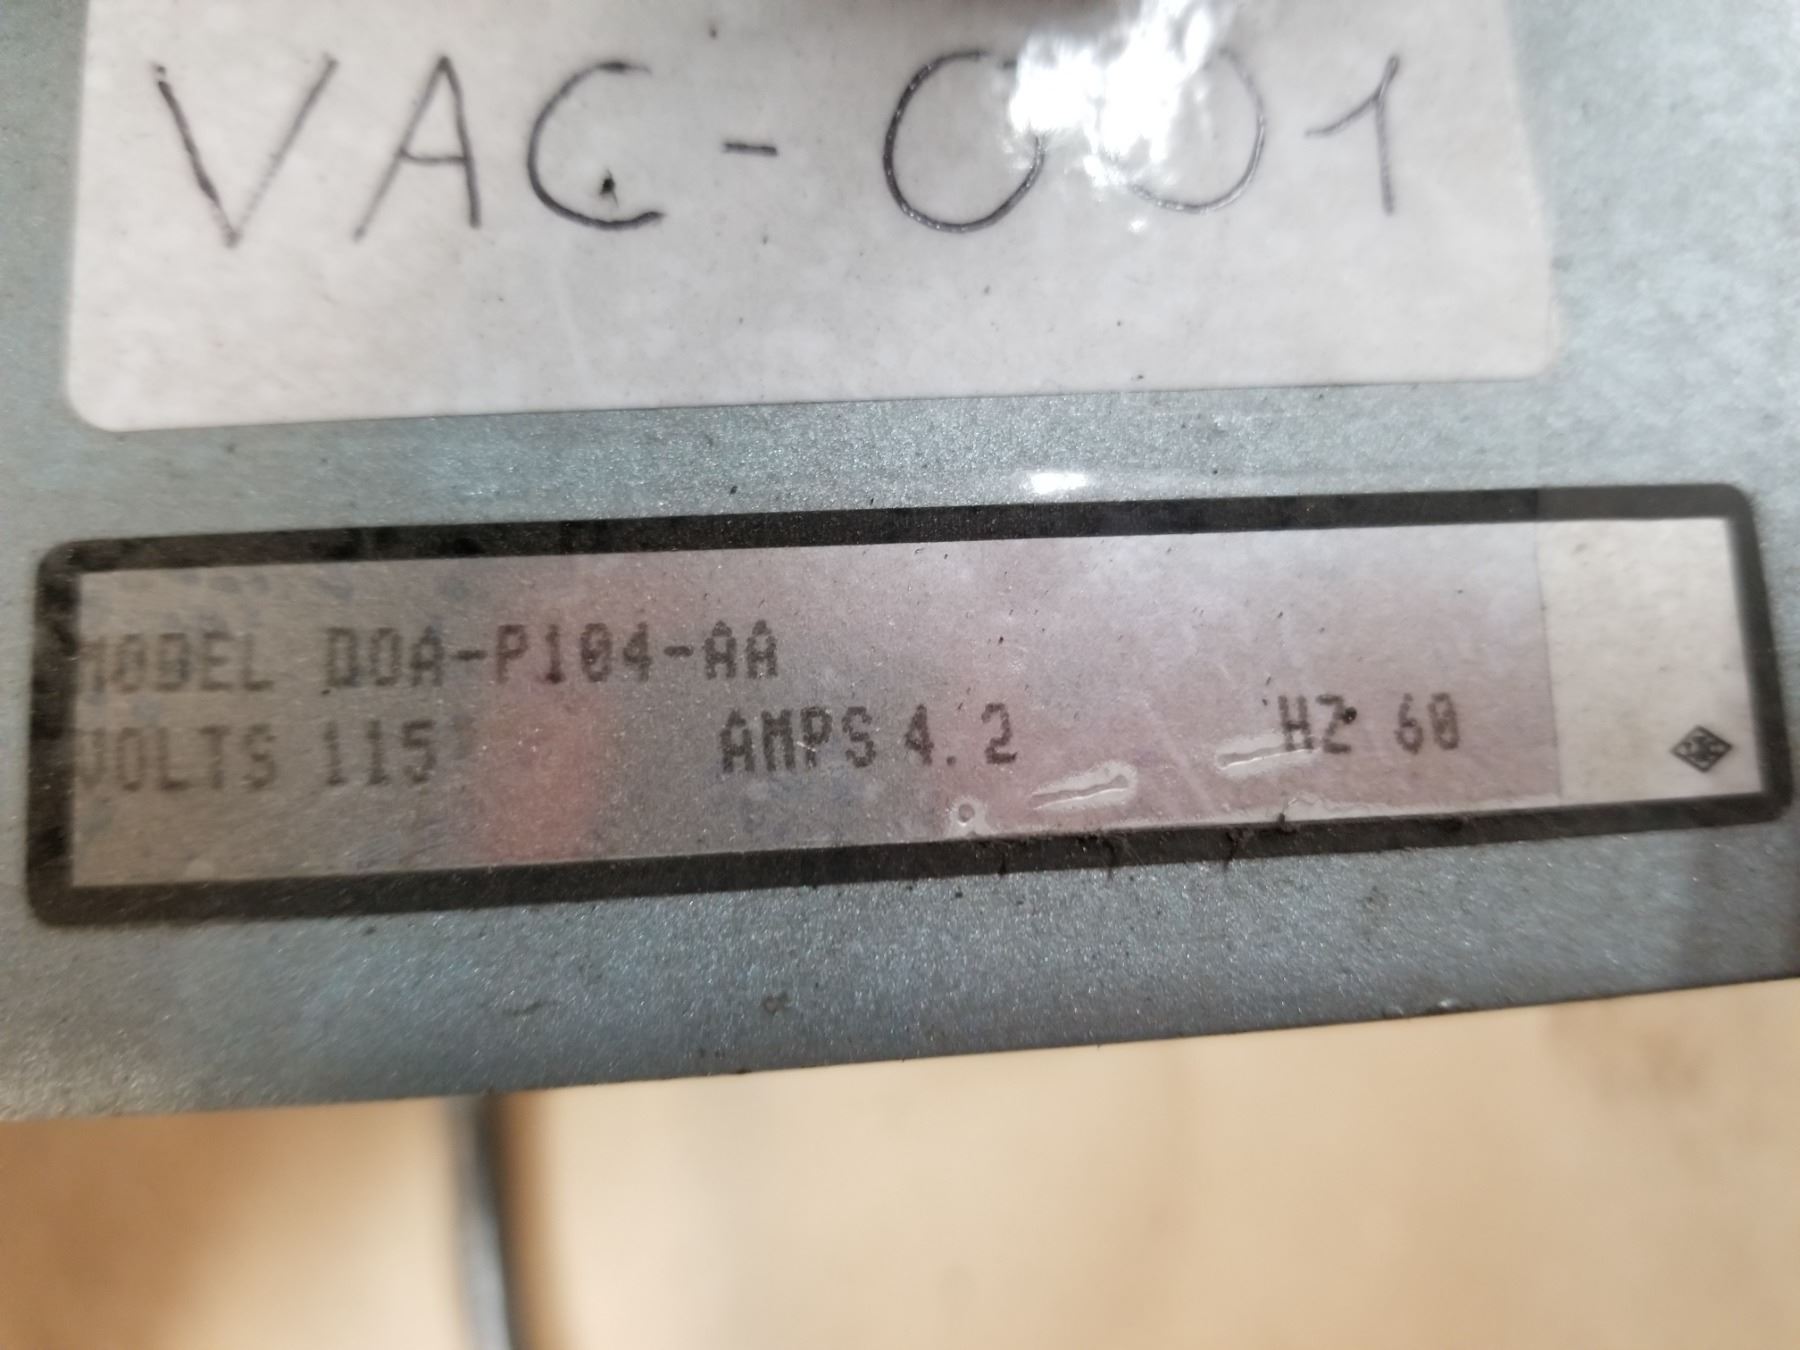 VAC-001
MODEL DOA-P104-AA
VOLTS 115 AMPS 4.2 HZ 60